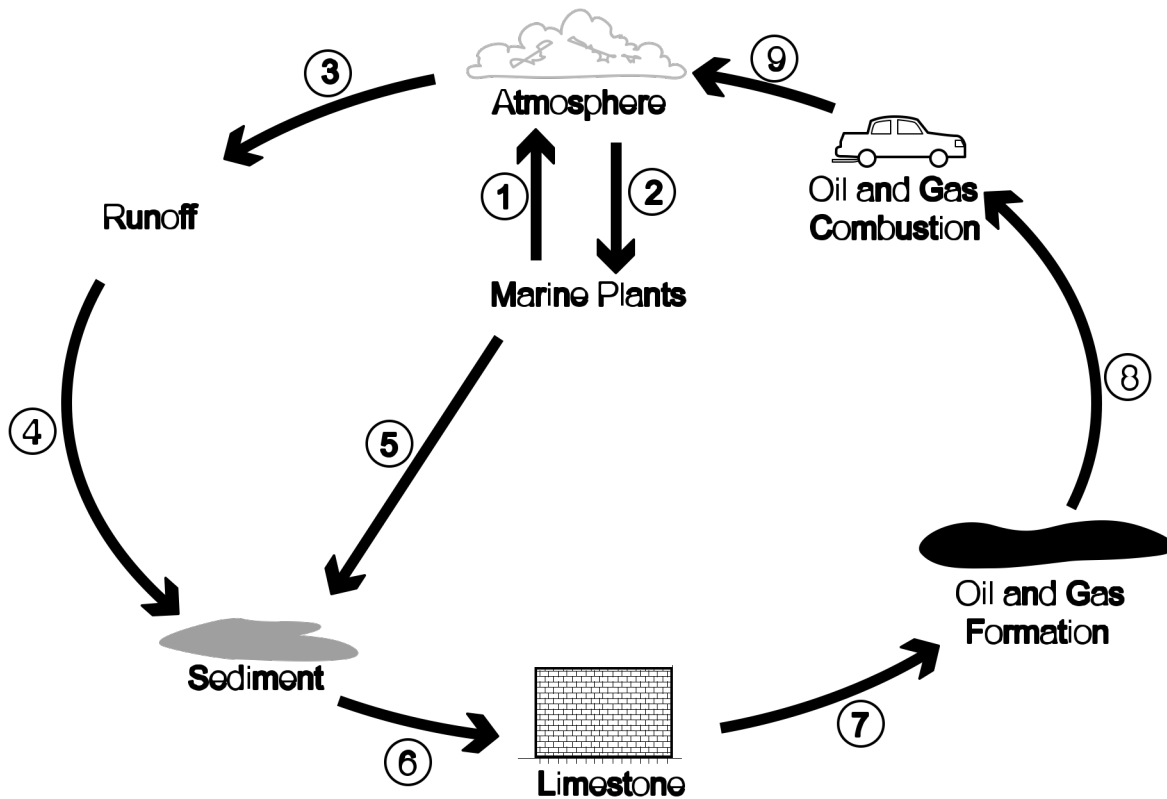 3
9
Atmosphere
1
2
Oil and Gas
Combustion
Runoff
Marine Plants
8
4
5
Oil and Gas
Formation
Sediment
7
6
Limestone